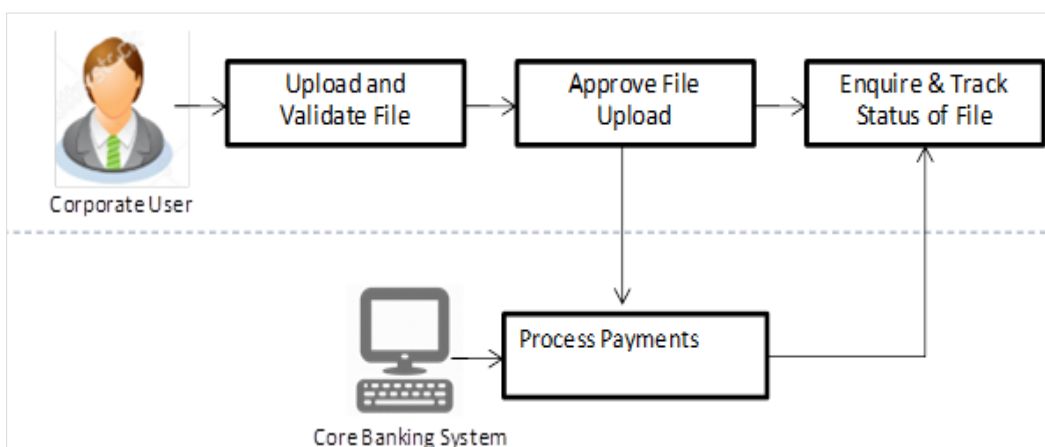 Upload and
Validate File
Approve File
Upload
Enquire & Track
Status of File
Corporate User
Process Payments
Core Banking System